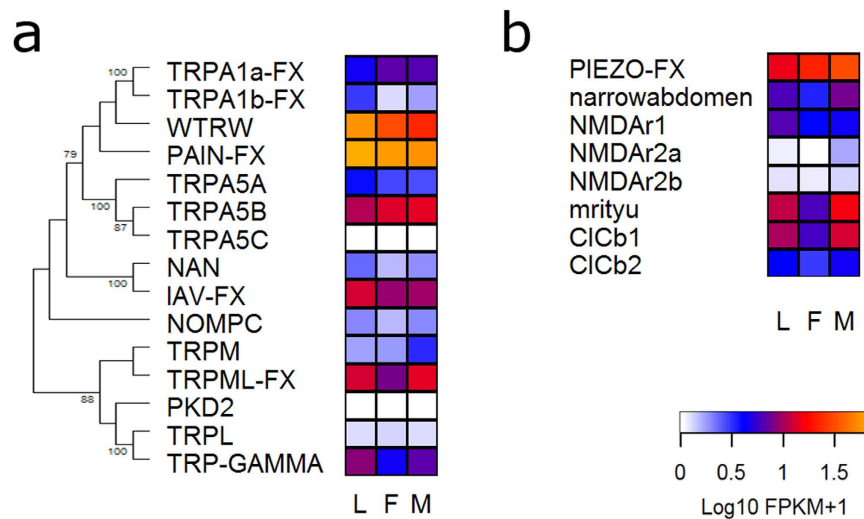 a
TRPA1a-FX
TRPA1b-FX
WTRW
PAIN-FX
TRPA5A
TRPA5B
TRPA5C
NAN
IAV-FX
NOMPC
TRPM
TRPML-FX
PKD2
TRPL
TRP-GAMMA
100
79
100
87
100
88
100
L F M
b
PIEZO-FX
narrowabdomen
NMDAr1
NMDAr2a
NMDAr2b
mrityu
ClCb1
ClCb2
L F M
0 0.5 1 1.5
Log10 FPKM+1